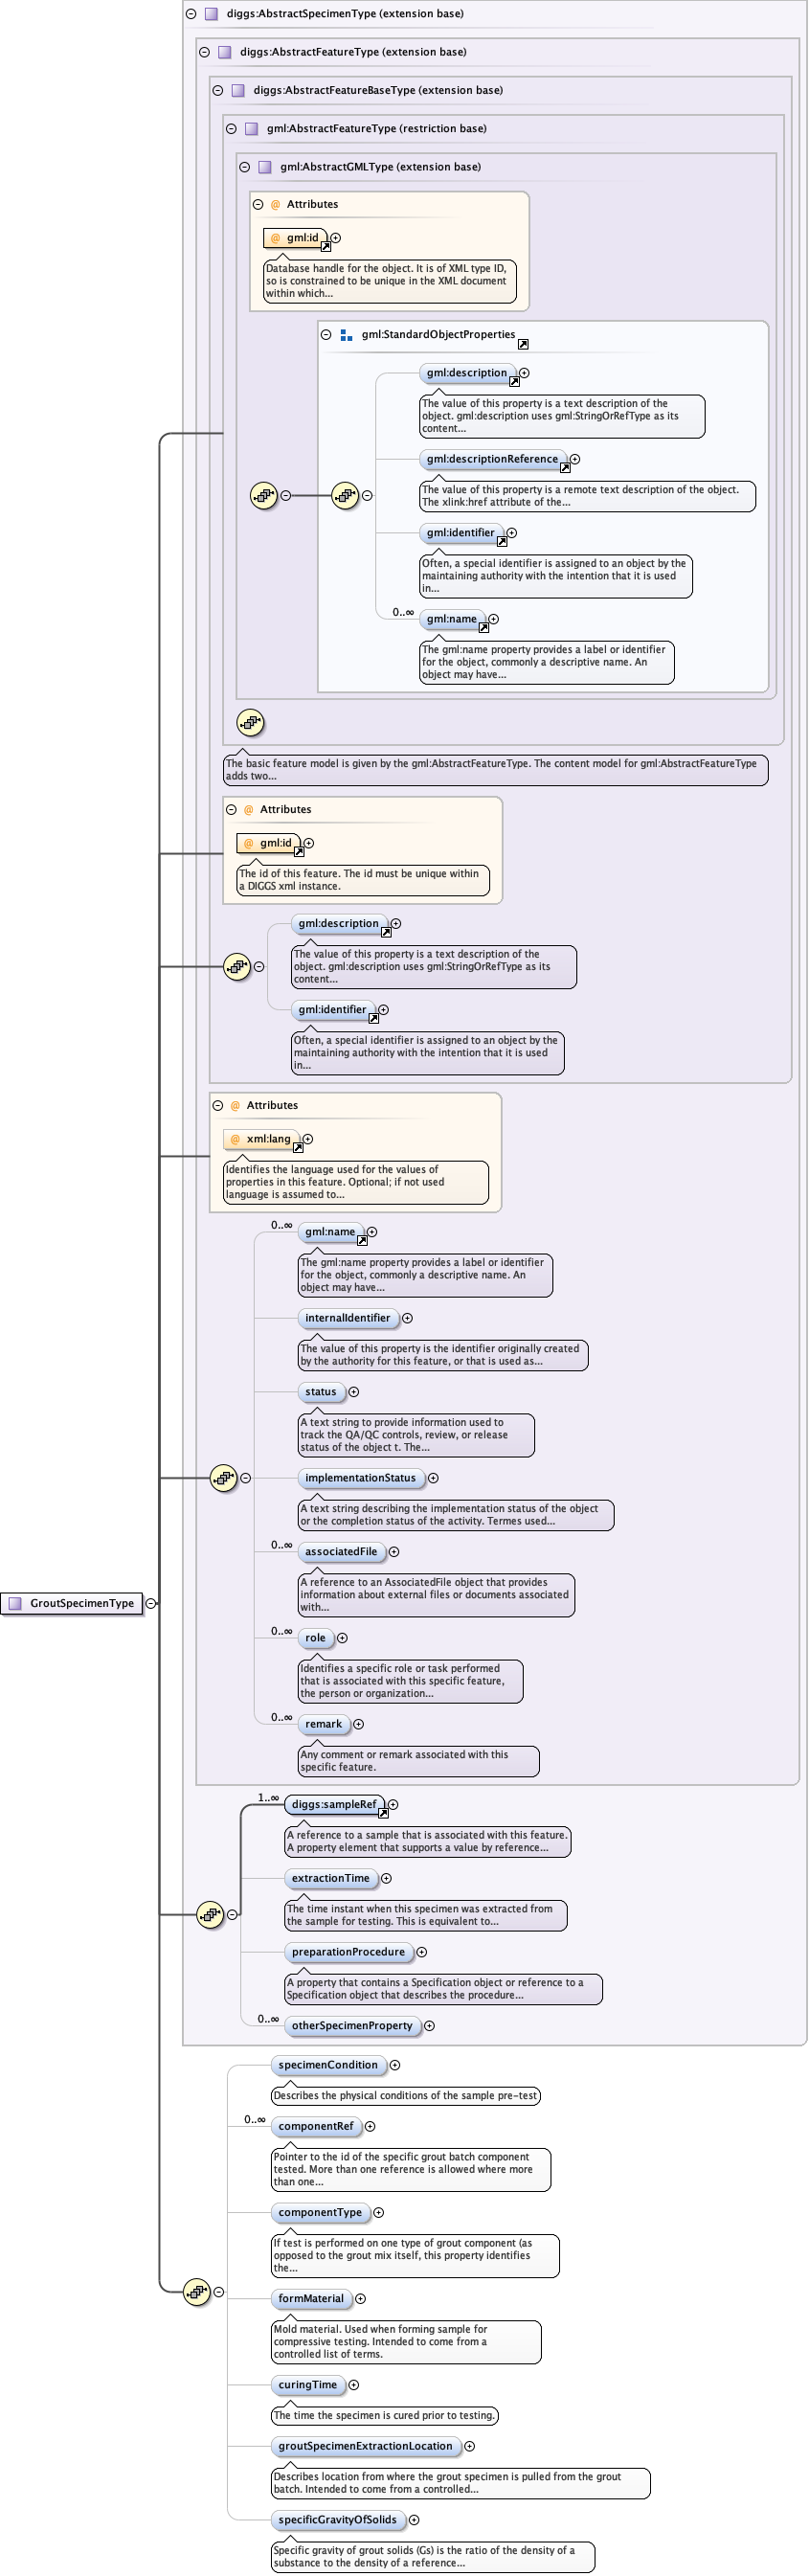 diggs:AbstractSpecimenType (extension base)
diggs:AbstractFeatureType (extension base)
diggs:AbstractFeatureBaseType (extension base)
gml:AbstractFeatureType (restriction base)
gml:AbstractGMLType (extension base)
@ Attributes
@ gml:id
Database handle for the object. It is of XML type ID,
so is constrained to be unique in the XML document
within which...
gml:StandardObjectProperties
gml:description
The value of this property is a text description of the
object. gml:description uses gml:StringOrRefType as its
content...
gml:descriptionReference
The value of this property is a remote text description of the object.
The xlink:href attribute of the...
gml:identifier
Often, a special identifier is assigned to an object by the
maintaining authority with the intention that it is used
in...
0..∞
gml:name
The gml:name property provides a label or identifier
for the object, commonly a descriptive name. An
object may have...
The basic feature model is given by the gml:AbstractFeatureType. The content model for gml:AbstractFeatureType
adds two...
@ Attributes
@ gml:id
The id of this feature. The id must be unique within
a DIGGS xml instance.
gml:description
The value of this property is a text description of the
object. gml:description uses gml:StringOrRefType as its
content...
gml:identifier
Often, a special identifier is assigned to an object by the
maintaining authority with the intention that it is used
in...
@ Attributes
@ xml:lang
Identifies the language used for the values of
properties in this feature. Optional; if not used
language is assumed to...
0..∞
gml:name
The gml:name property provides a label or identifier
for the object, commonly a descriptive name. An
object may have...
internalIdentifier
The value of this property is the identifier originally created
by the authority for this feature, or that is used as...
status
A text string to provide information used to
track the QA/QC controls, review, or release
status of the object t. The...
implementationStatus
A text string describing the implementation status of the object
or the completion status of the activity. Termes used...
0..∞
associatedFile
A reference to an AssociatedFile object that provides
information about external files or documents associated
with...
GroutSpecimenType
0..∞
role
Identifies a specific role or task performed
that is associated with this specific feature,
the person or organization...
0..∞
remark
Any comment or remark associated with this
specific feature.
1..∞
diggs:sampleRef
A reference to a sample that is associated with this feature.
A property element that supports a value by reference...
extractionTime
The time instant when this specimen was extracted from
the sample for testing. This is equivalent to...
preparationProcedure
A property that contains a Specification object or reference to a
Specification object that describes the procedure...
0..∞
otherSpecimenProperty
specimenCondition
Describes the physical conditions of the sample pre-test
0..∞
componentRef
Pointer to the id of the specific grout batch component
tested. More than one reference is allowed where more
than one...
componentType
If test is performed on one type of grout component (as
opposed to the grout mix itself, this property identifies
the...
formMaterial
Mold material. Used when forming sample for
compressive testing. Intended to come from a
controlled list of terms.
curingTime
The time the specimen is cured prior to testing.
groutSpecimenExtractionLocation
Describes location from where the grout specimen is pulled from the grout
batch. Intended to come from a controlled...
specificGravityOfSolids
Specific gravity of grout solids (Gs) is the ratio of the density of a
substance to the density of a reference...